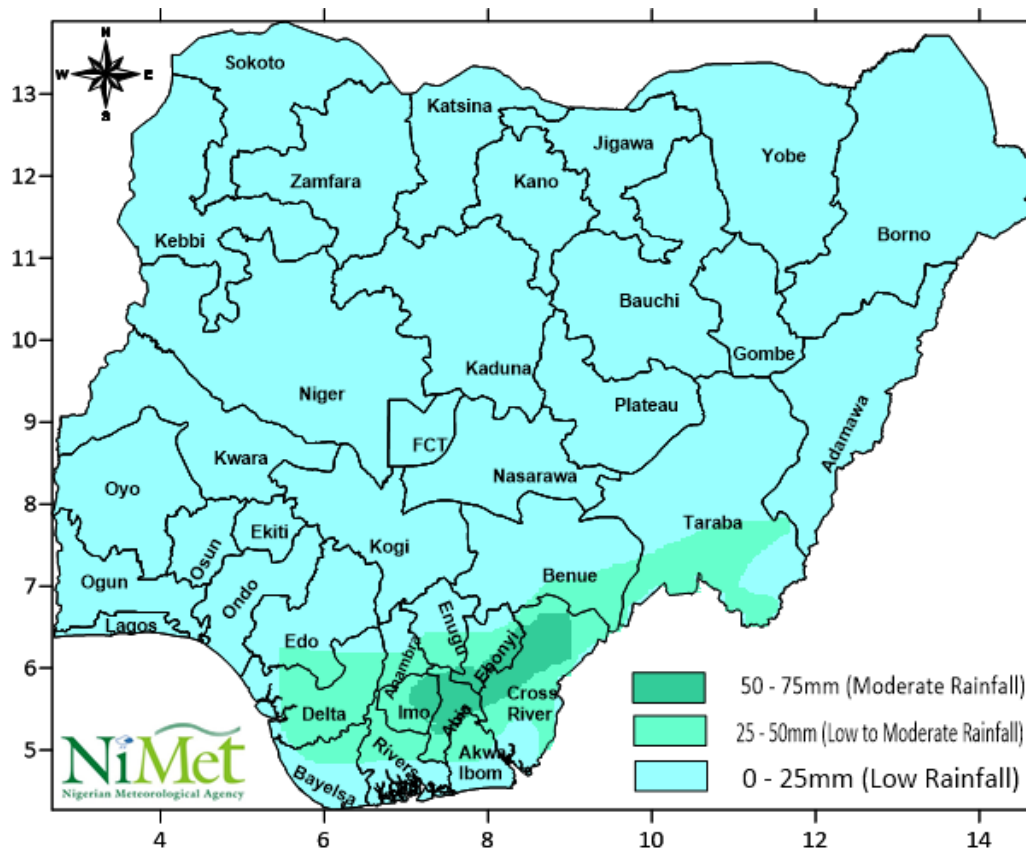 N
W
E
S
Sokoto
13
Katsina
Jigawa
Yobe
12
Zamfara
Kano
Kebbi
Borno
11
Bauchi
10
Gombe
Kaduna
Niger
Plateau
9
FCT
Adamawa
Kwara
Nasarawa
Oyo
8
Taraba
Ekiti
Osun
Kogi
7
Ogun
Benue
Ondo
Lagos
Enugu
Edo
Ebonyi
6
Anambra
Cross
River
Delta
Imo
Abia
5
Rivers
Akwa
Ibom
Bayelsa
50 - 75mm (Moderate Rainfall)
25 - 50mm (Low to Moderate Rainfall)
0 - 25mm (Low Rainfall)
NiMet
Nigerian Meteorological Agency
4
6
8
10
12
14